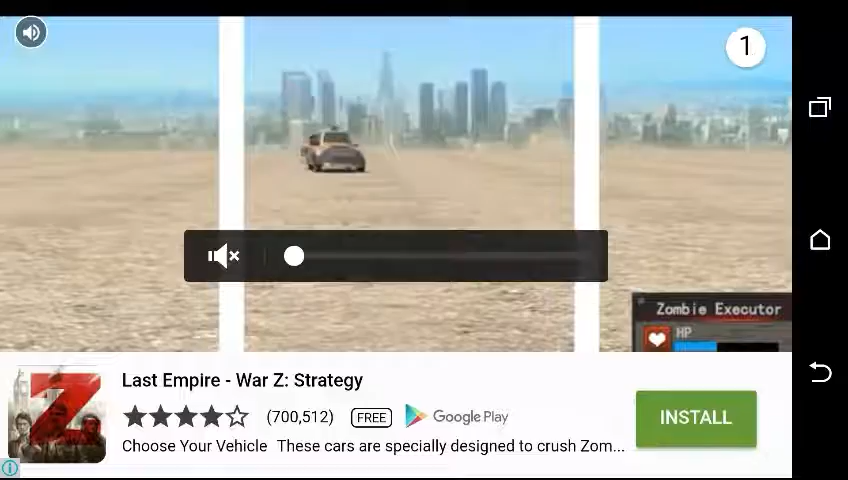 1
Zombie Executor
HP
Last Empire - War Z: Strategy
(700,512) FREE Google Play
INSTALL
Choose Your Vehicle These cars are specially designed to crush Zom...
Z